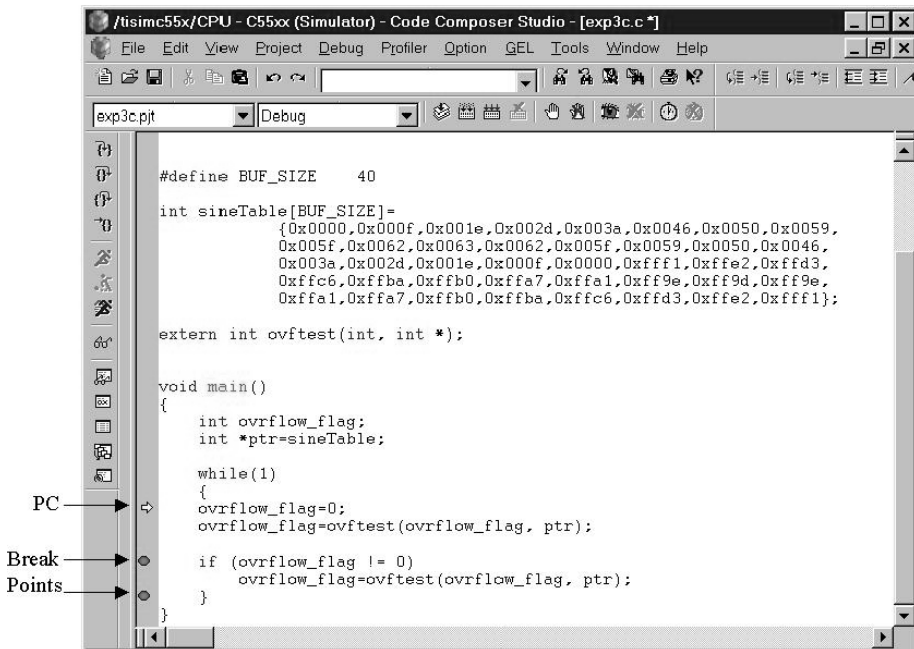 /tisimc55x/CPU - C55xx (Simulator) - Code Composer Studio - [exp3c.c *]
File Edit View Project Debug Profiler Option GEL Tools Window Help
exp3c.pjt Debug
#define BUF_SIZE 40
int sineTable[BUF_SIZE]=
{0x0000,0x000f,0x001e,0x002d,0x003a,0x0046,0x0050,0x0059,
0x005f,0x0062,0x0063,0x0062,0x005f,0x0059,0x0050,0x0046,
0x003a,0x002d,0x001e,0x000f,0x0000,0xfff1,0xffe2,0xffd3,
0xffc6,0xffba,0xffb0,0xffa7,0xffa1,0xff9e,0xff9d,0xff9e,
0xffa1,0xffa7,0xffb0,0xffba,0xffc6,0xffd3,0xffe2,0xfff1};
extern int ovftest(int, int *);
void main()
{
int ovrflow_flag;
int *ptr=sineTable;
while(1)
{
PC
ovrflow_flag=0;
ovrflow_flag=ovftest(ovrflow_flag, ptr);
Break
if (ovrflow_flag != 0)
ovrflow_flag=ovftest(ovrflow_flag, ptr);
Points
}
}